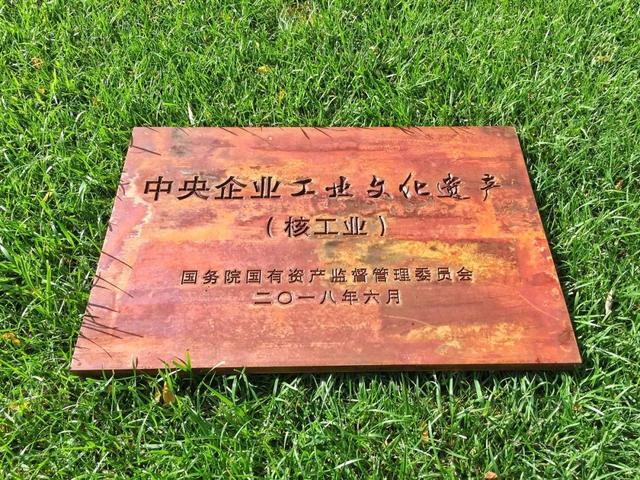 中央企业工业文化遗产
（核工业）
国务院国有资产监督管理委员会
二〇一八年六月